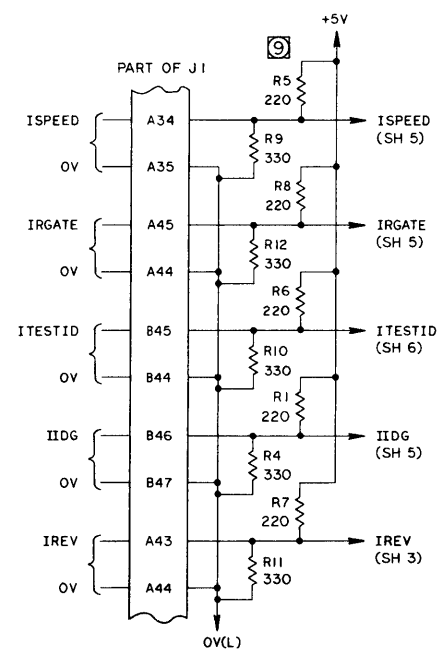 +5V
9
PART OF J1
R5
220
ISPEED
A34
ISPEED
(SH 5)
R9
330
0V
A35
R8
220
IRGATE
A45
IRGATE
(SH 5)
R12
330
0V
A44
R6
220
ITESTID
B45
ITESTID
(SH 6)
R10
330
0V
B44
R1
220
IIDG
B46
IIDG
(SH 5)
R4
330
0V
B47
R7
220
IREV
A43
IREV
(SH 3)
R11
330
0V
A44
0V(L)